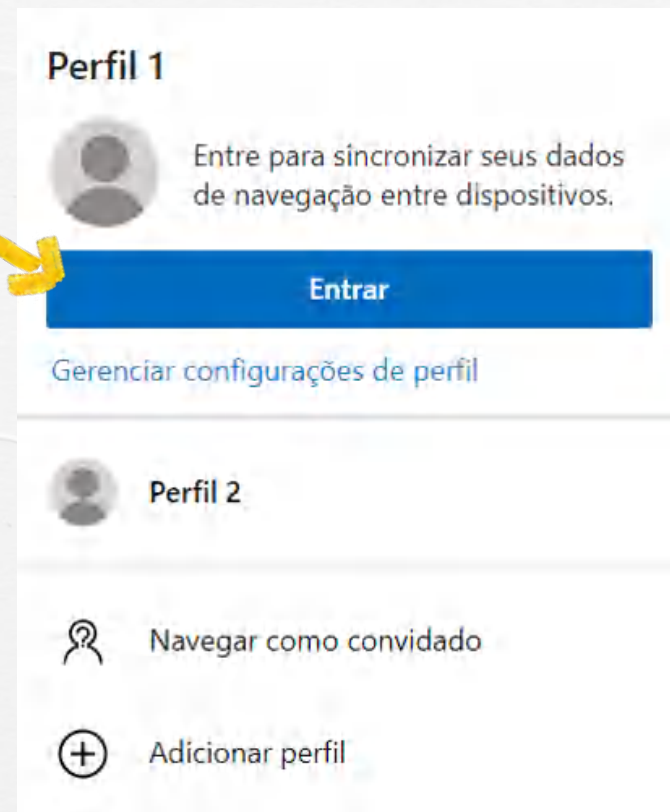 Perfil 1
Entre para sincronizar seus dados
de navegação entre dispositivos.
Entrar
Gerenciar configurações de perfil
Perfil 2
Navegar como convidado
Adicionar perfil